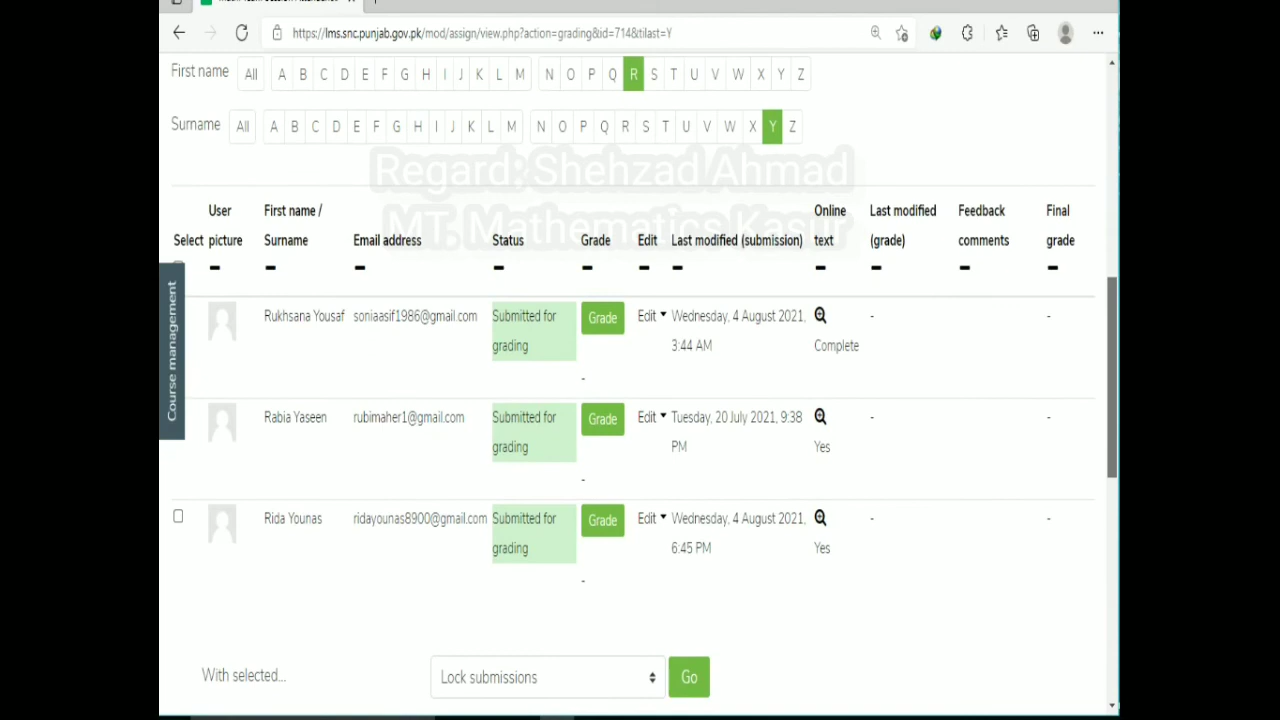 https://lms.snc.punjab.gov.pk/mod/assign/view.php?action=grading&id=714&tilast=Y
First name All A B C D E F G H I J K L M N O P Q R S T U V W X Y Z
Surname All A B C D E F G H I J K L M N O P Q R S T U V W X Y Z
Regard: Shehzad Ahmad
MT. Mathematics Kasur
User First name / Online Last modified Feedback Final
Select picture Surname Email address Status Grade Edit Last modified (submission) text (grade) comments grade
Course management
Rukhsana Yousaf soniaasif1986@gmail.com Submitted for Grade Edit Wednesday, 4 August 2021, - -
grading 3:44 AM Complete
-
Rabia Yaseen rubimaher1@gmail.com Submitted for Grade Edit Tuesday, 20 July 2021, 9:38 - -
grading PM Yes
-
Rida Younas ridayounas8900@gmail.com Submitted for Grade Edit Wednesday, 4 August 2021, - -
grading 6:45 PM Yes
-
With selected... Lock submissions Go